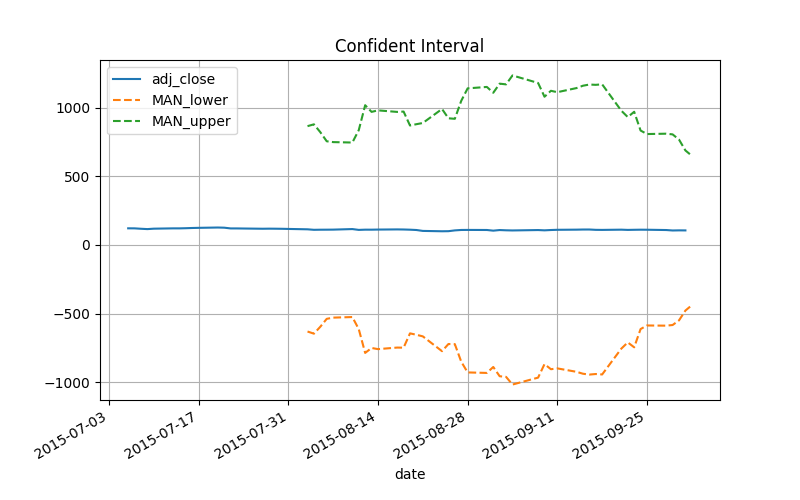 Confident Interval
adj_close
MAN_lower
MAN_upper
1000
500
0
−500
−1000
2015-07-03
2015-07-17
2015-07-31
2015-08-14
2015-08-28
2015-09-11
2015-09-25
date